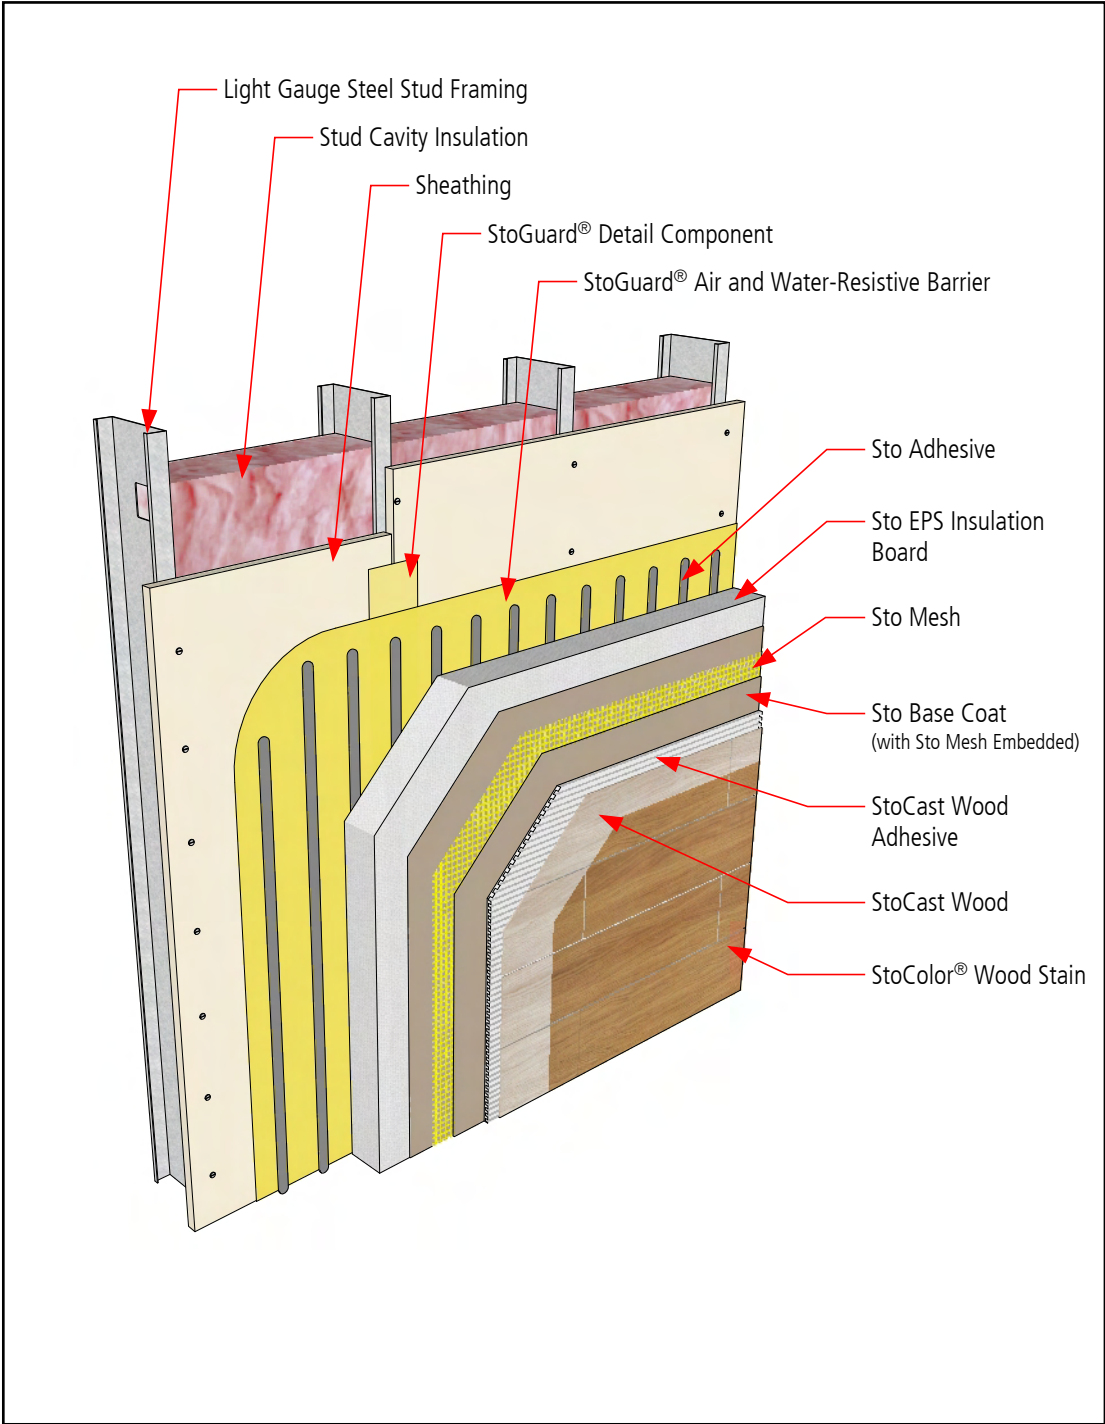 Light Gauge Steel Stud Framing
Stud Cavity Insulation
Sheathing
StoGuard® Detail Component
StoGuard® Air and Water-Resistive Barrier
Sto Adhesive
Sto EPS Insulation
Board
Sto Mesh
Sto Base Coat
(with Sto Mesh Embedded)
StoCast Wood
Adhesive
StoCast Wood
StoColor® Wood Stain